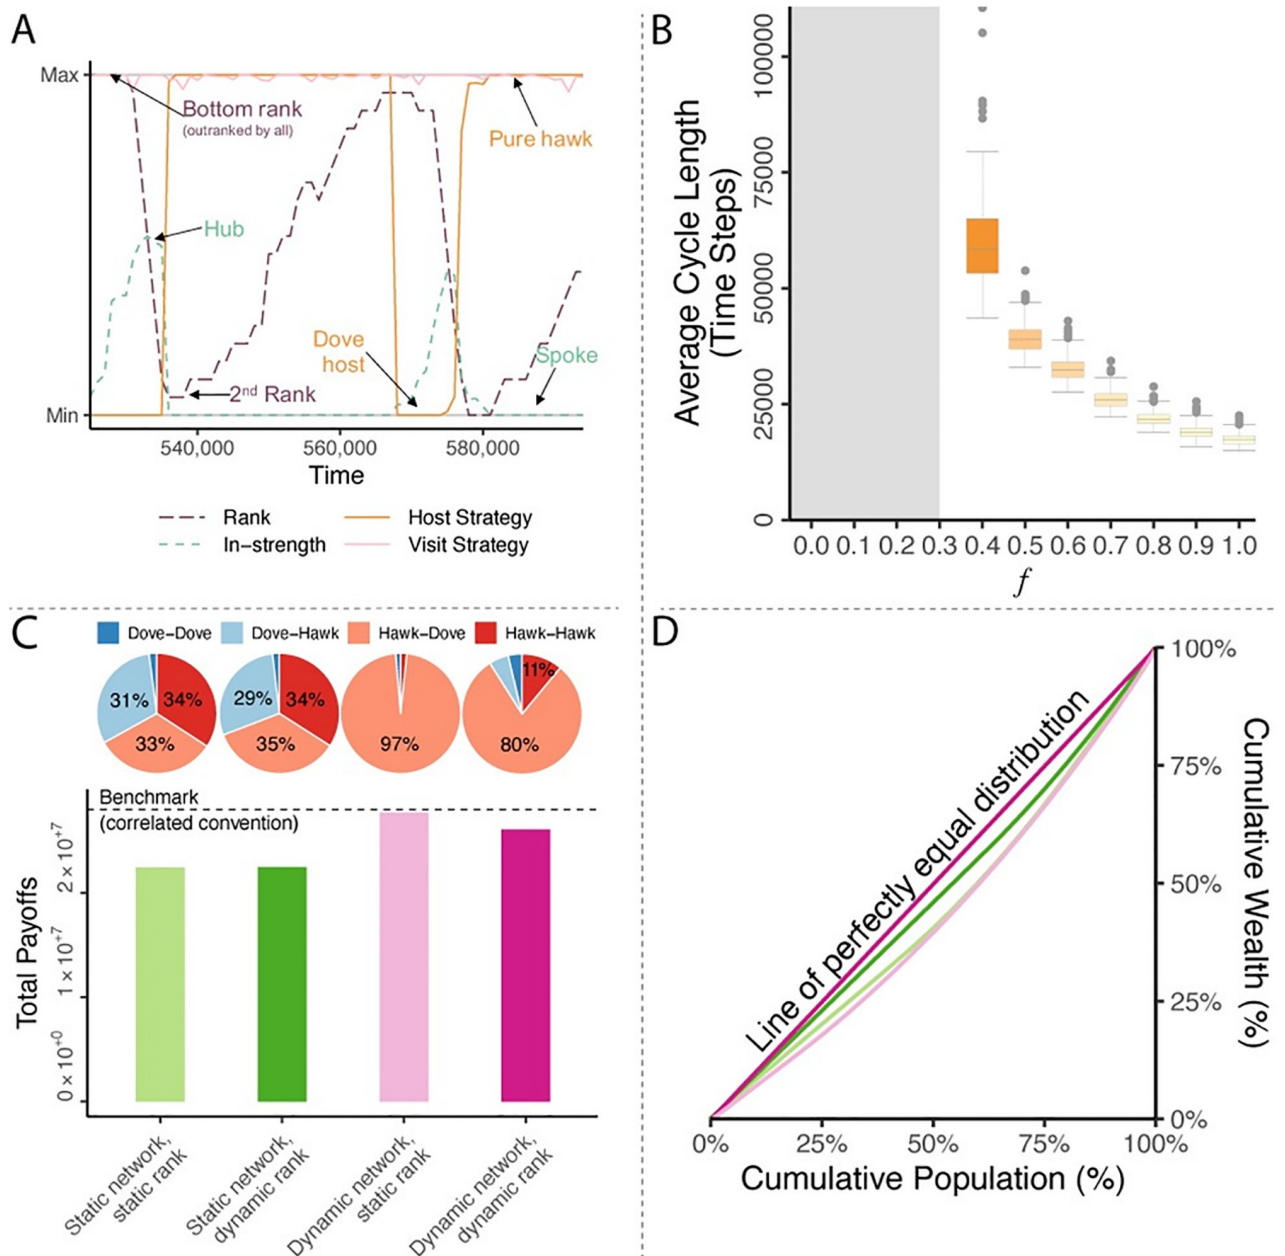 A
Max
Bottom rank
(outranked by all)
Pure hawk
Hub
Dove
host
Spoke
2nd Rank
Min
540,000 560,000 580,000
Time
Rank
Host Strategy
In-strength
Visit Strategy
B
Average Cycle Length
(Time Steps)
100000
75000
50000
25000
0
0.0 0.1 0.2 0.3 0.4 0.5 0.6 0.7 0.8 0.9 1.0
f
C
Dove-Dove
Dove-Hawk
Hawk-Dove
Hawk-Hawk
31% 34% 33%
29% 34% 35%
97%
11% 80%
Benchmark
(correlated convention)
Total Payoffs
2×10+7
1×10+7
0×10+0
Static network,
static rank
Static network,
dynamic rank
Dynamic network,
static rank
Dynamic network,
dynamic rank
D
Line of perfectly equal distribution
100%
75%
50%
25%
0%
Cumulative Wealth (%)
0% 25% 50% 75% 100%
Cumulative Population (%)